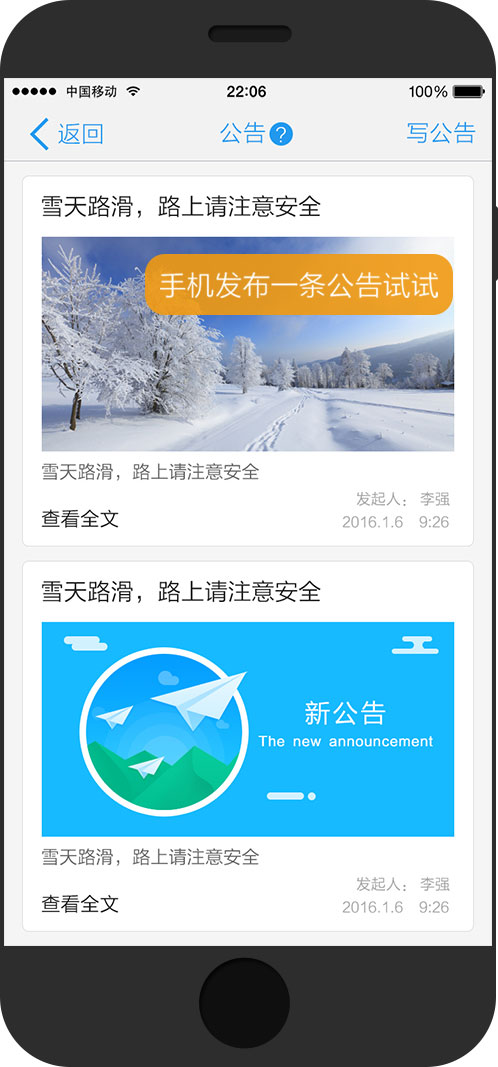 中国移动 22:06 100%
返回 公告? 写公告
雪天路滑，路上请注意安全
手机发布一条公告试试
雪天路滑，路上请注意安全
发起人：李强
查看全文 2016.1.6 9:26
雪天路滑，路上请注意安全
新公告
The new announcement
雪天路滑，路上请注意安全
发起人：李强
查看全文 2016.1.6 9:26